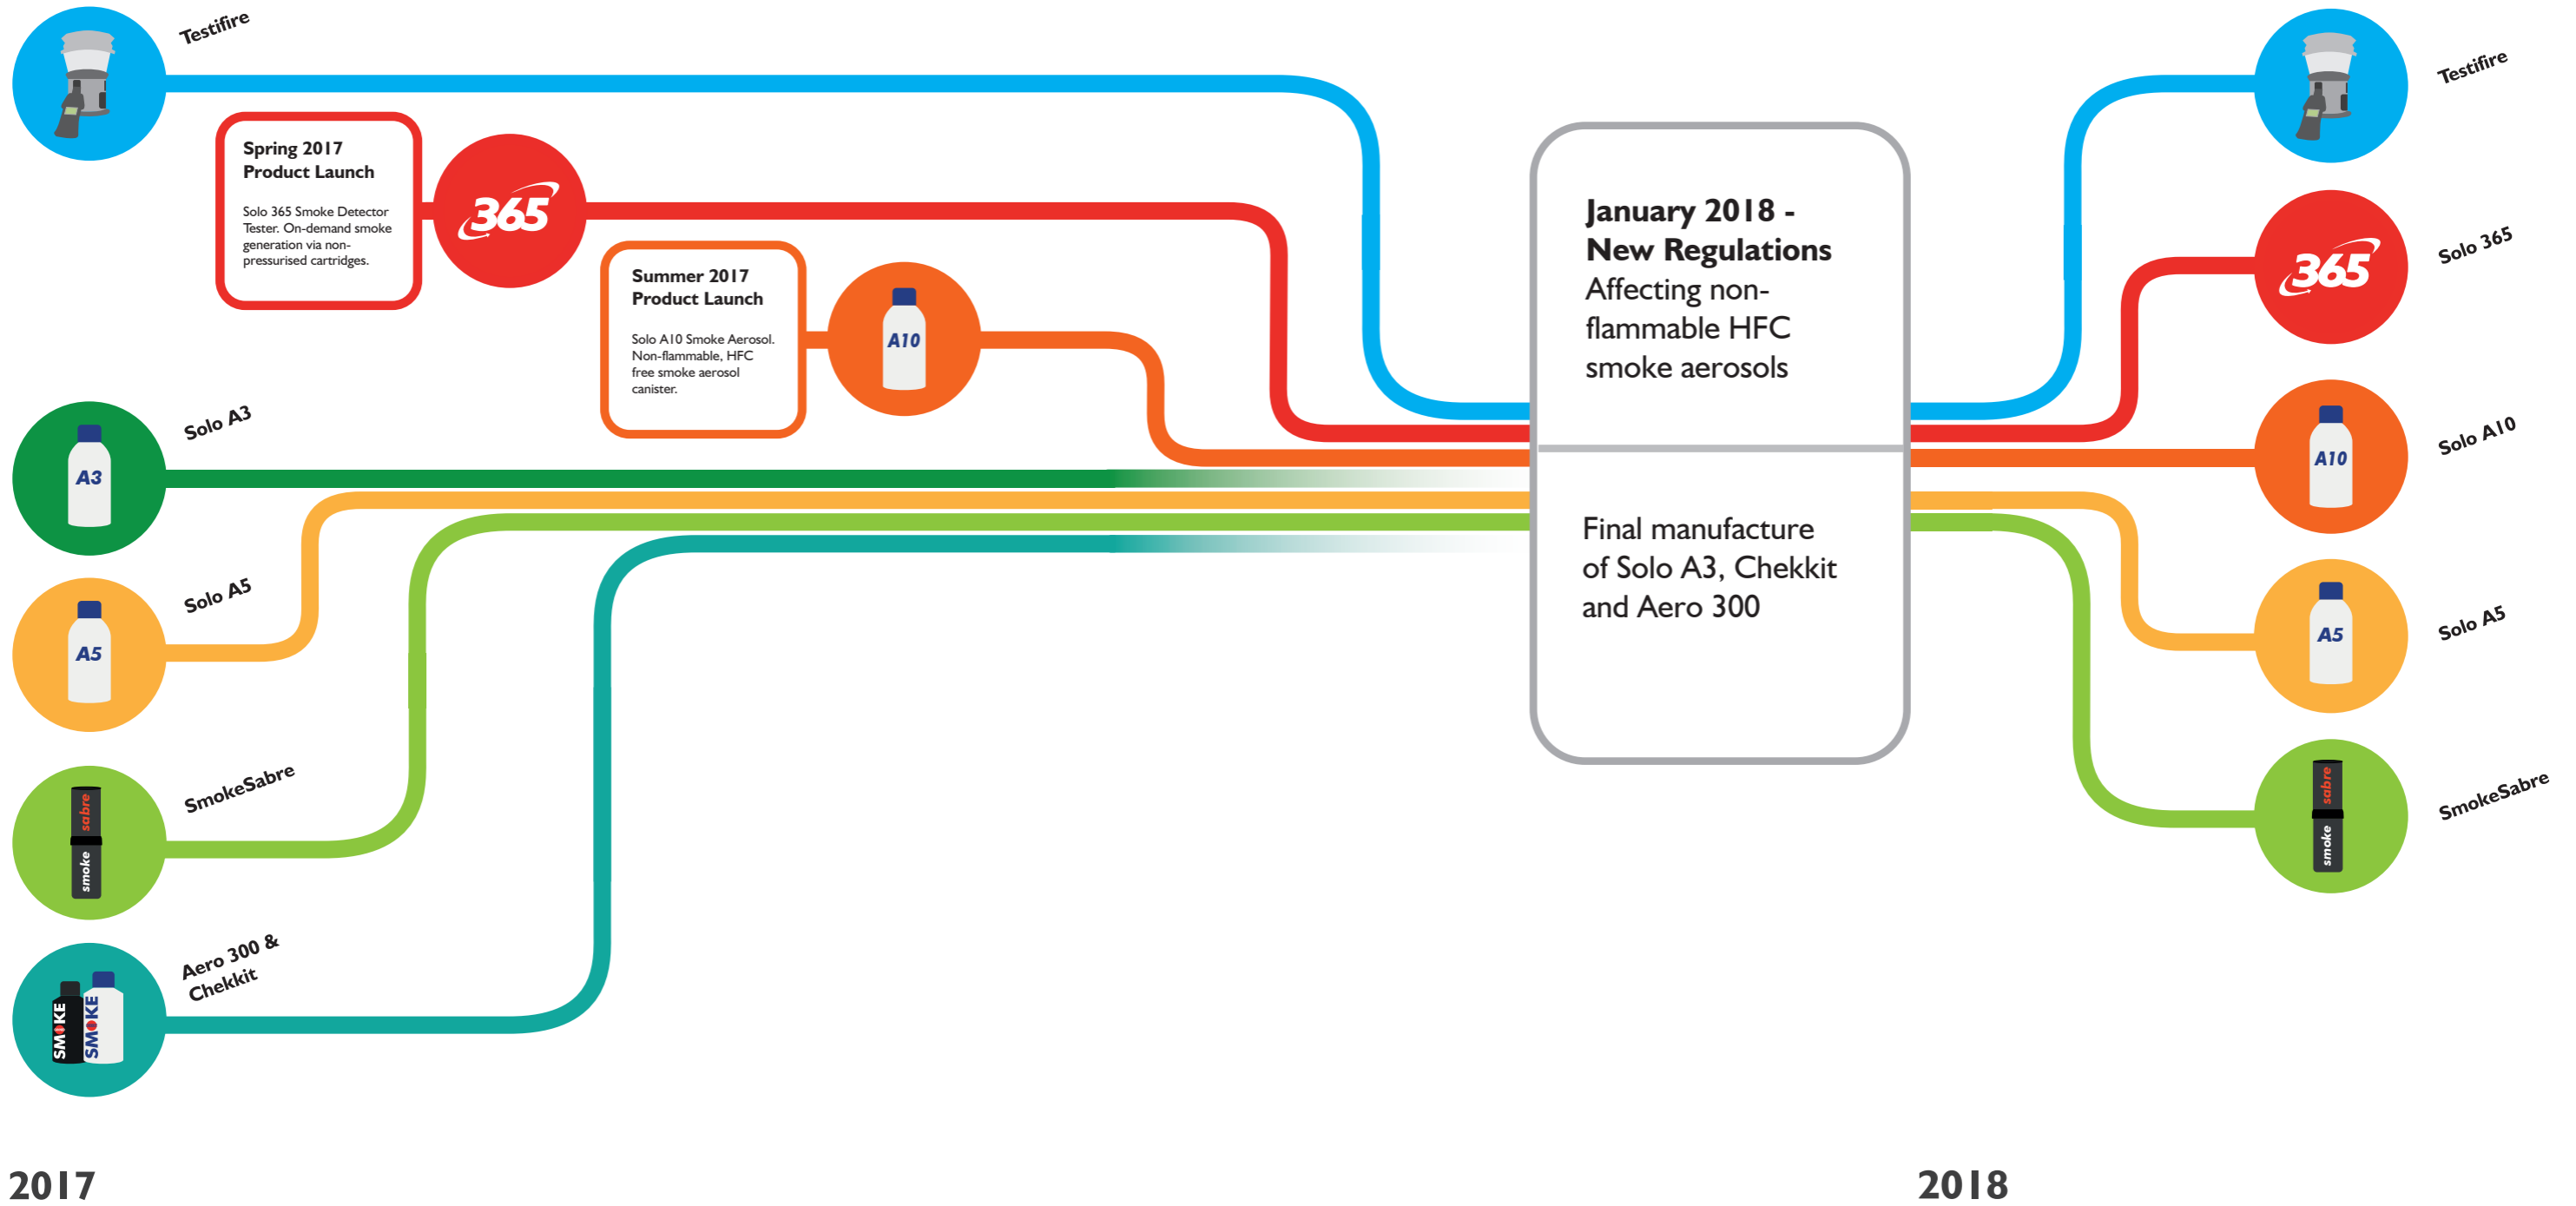 Testifire
Spring 2017
Product Launch
Solo 365 Smoke Detector
Tester. On-demand smoke
generation via non-
pressurised cartridges.
365
Summer 2017
Product Launch
Solo A10 Smoke Aerosol.
Non-flammable, HFC
free smoke aerosol
canister.
A10
Solo A3
A3
Solo A5
A5
SmokeSabre
smoke sabre
Aero 300 &
Chekkit
SMOKE
SMOKE
January 2018 -
New Regulations
Affecting non-
flammable HFC
smoke aerosols
Final manufacture
of Solo A3, Chekkit
and Aero 300
Testifire
365
Solo 365
A10
Solo A10
A5
Solo A5
smoke sabre
SmokeSabre
2017
2018